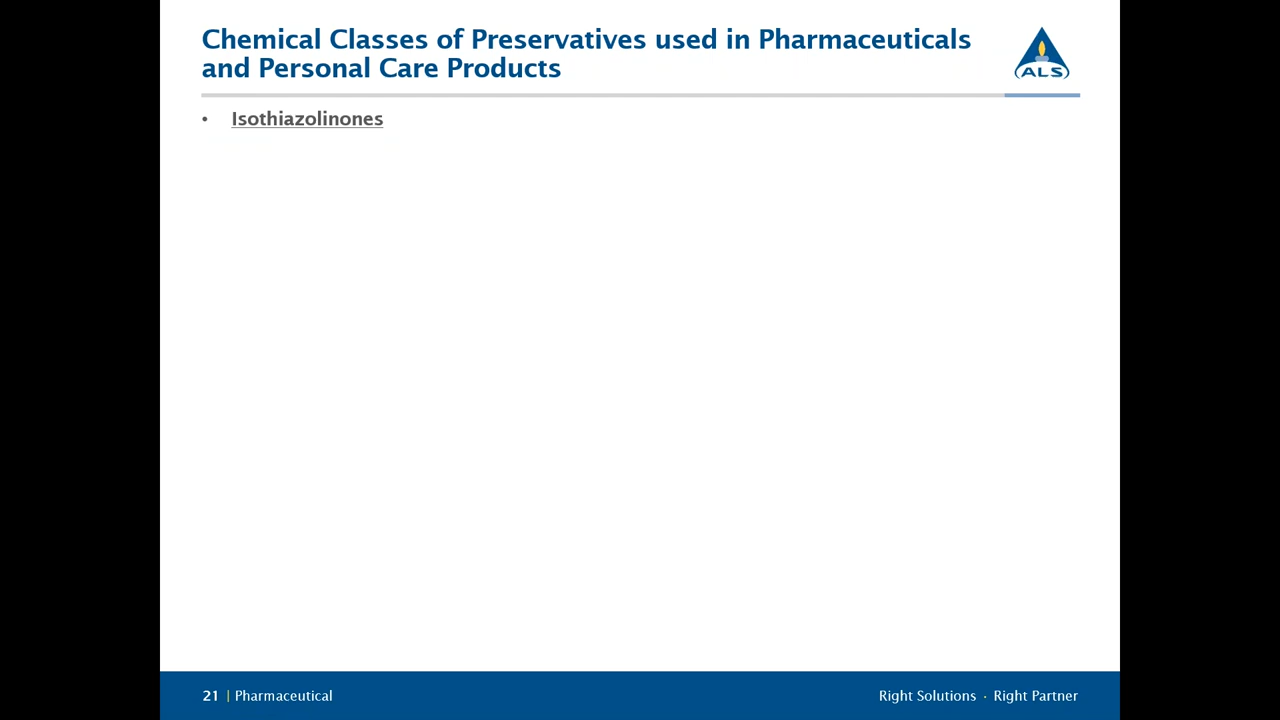 Chemical Classes of Preservatives used in Pharmaceuticals
and Personal Care Products
ALS
• Isothiazolinones
21 | Pharmaceutical
Right Solutions · Right Partner